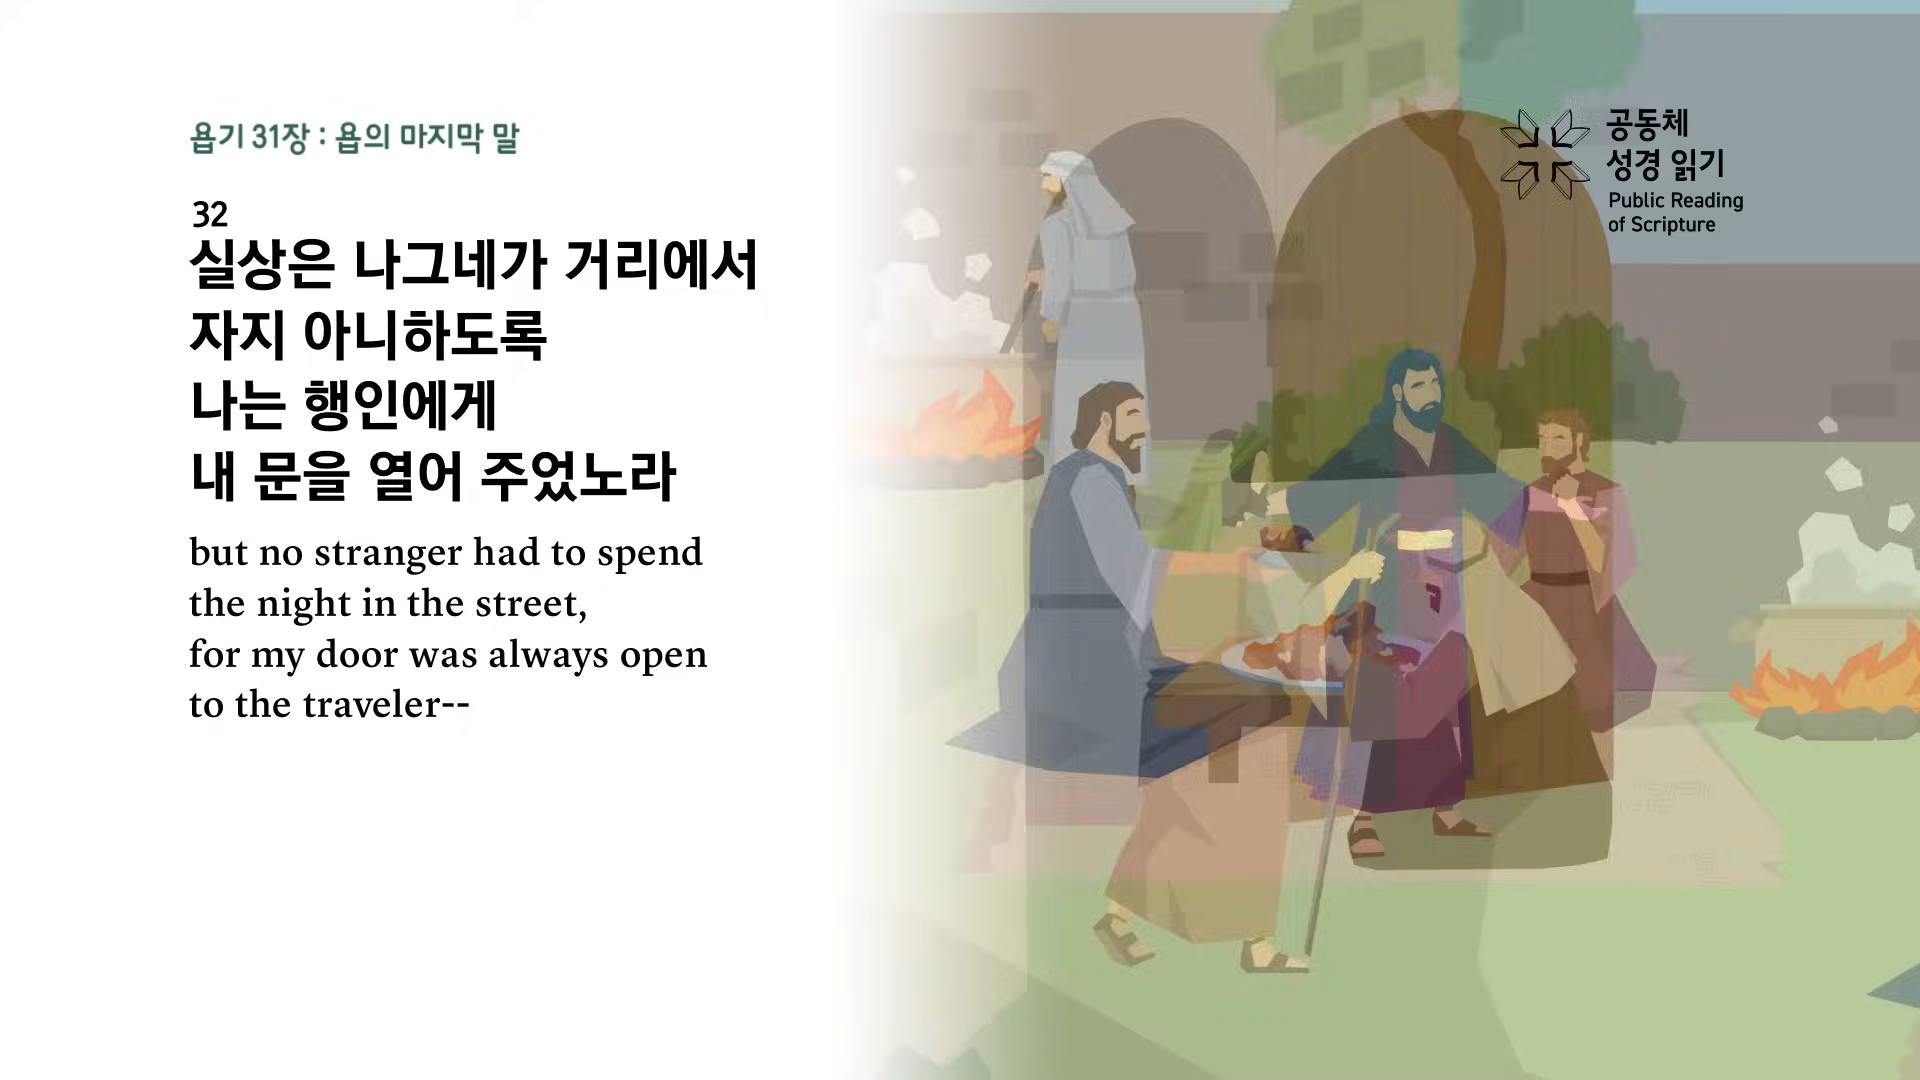 욥기 31장 : 욥의 마지막 말
32
실상은 나그네가 거리에서
자지 아니하도록
나는 행인에게
내 문을 열어 주었노라
but no stranger had to spend
the night in the street,
for my door was always open
to the traveler--
공동체
성경 읽기
Public Reading
of Scripture